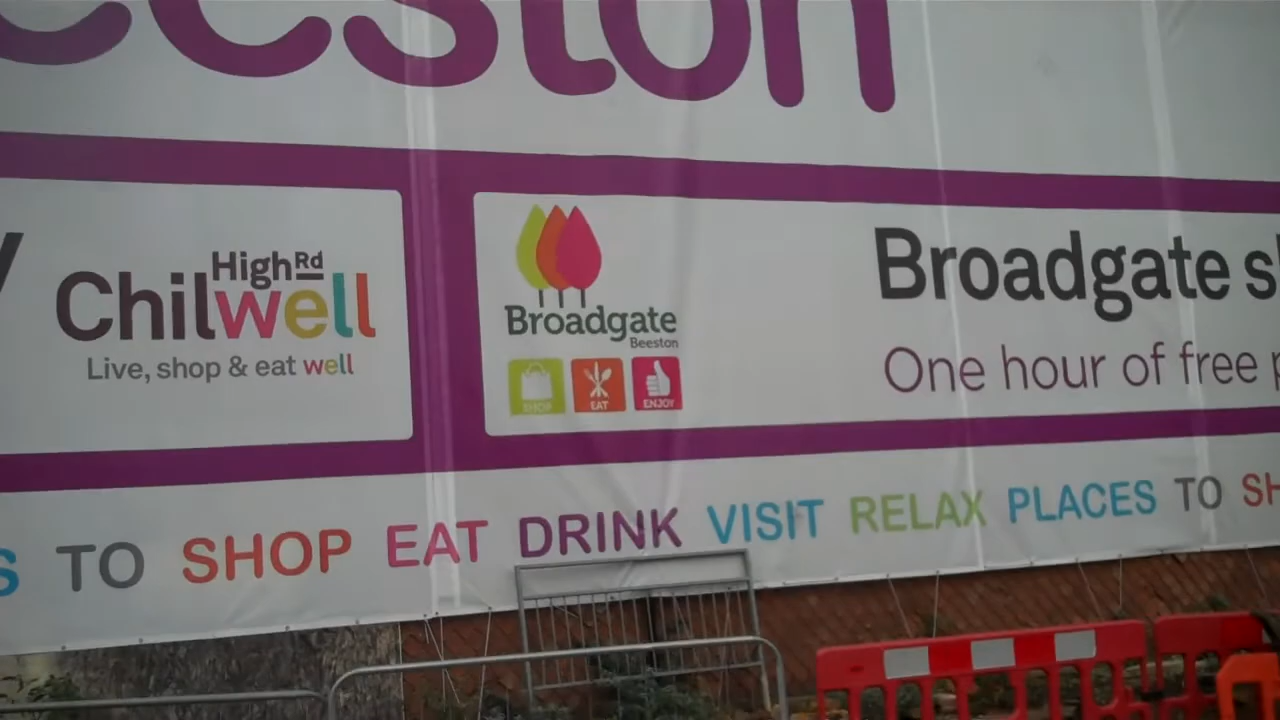 eeston
High Rd
Chilwell
Live, shop & eat well
Broadgate
Beeston
SHOP EAT ENJOY
Broadgate
One hour of free
TO SHOP EAT DRINK VISIT RELAX PLACES TO